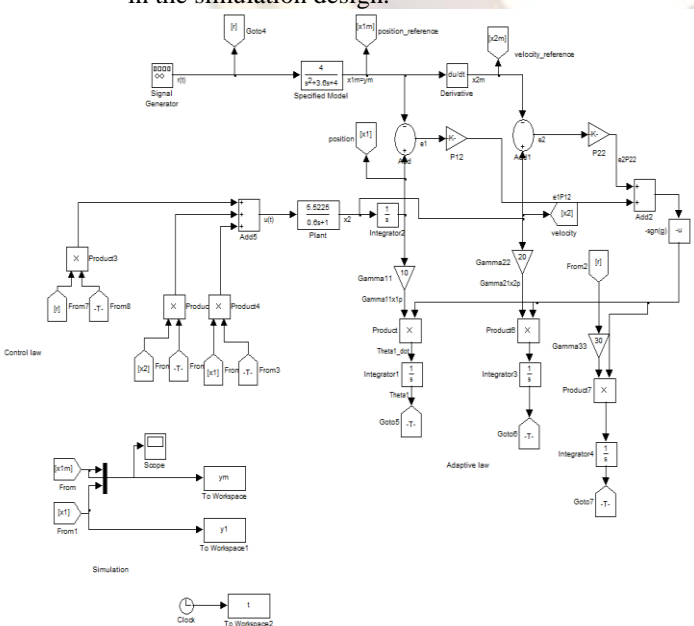 in the simulation design.
[r]
Goto4
[x1m]
position_reference
[x2m]
velocity_reference
r(t)
Signal
Generator
4
s²+3.6s+4
Specified Model
x1m=ym
du/dt
Derivative
x2m
position
[x1]
Add
e1
-K-
P12
Add1
e2
-K-
P22
e2P22
e1P12
Add2
[x2]
velocity
-u
-sgn(g)
Add5
u(t)
5.5225
0.6s+1
Plant
x2
1
s
Integrator2
X
Product3
[r]
From7
-T-
From8
X
X
Product4
[x2]
-T-
[x1]
-T-
From3
Control law
Gamma11
10
Gamma11x1p
Gamma22
20
Gamma21x2p
From2
[r]
Gamma33
30
Product
X
Theta1_dot
Product6
X
Product7
X
Integrator1
1
s
Theta1
Integrator3
1
s
Integrator4
1
s
Goto5
-T-
Goto6
-T-
Goto7
-T-
Adaptive law
[x1m]
From
[x1]
From1
Scope
ym
To Workspace
y1
To Workspace1
Simulation
Clock
t
To Workspace2